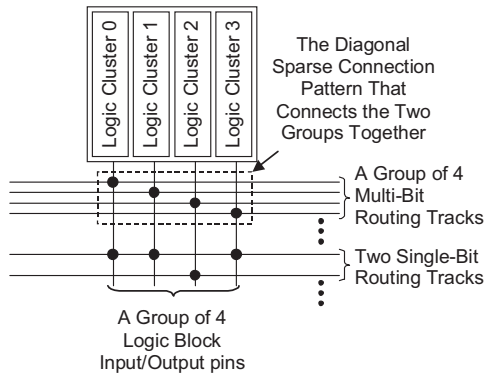 Logic Cluster 0
Logic Cluster 1
Logic Cluster 2
Logic Cluster 3
The Diagonal
Sparse Connection
Pattern That
Connects the Two
Groups Together
A Group of 4
Multi-Bit
Routing Tracks
Two Single-Bit
Routing Tracks
A Group of 4
Logic Block
Input/Output pins